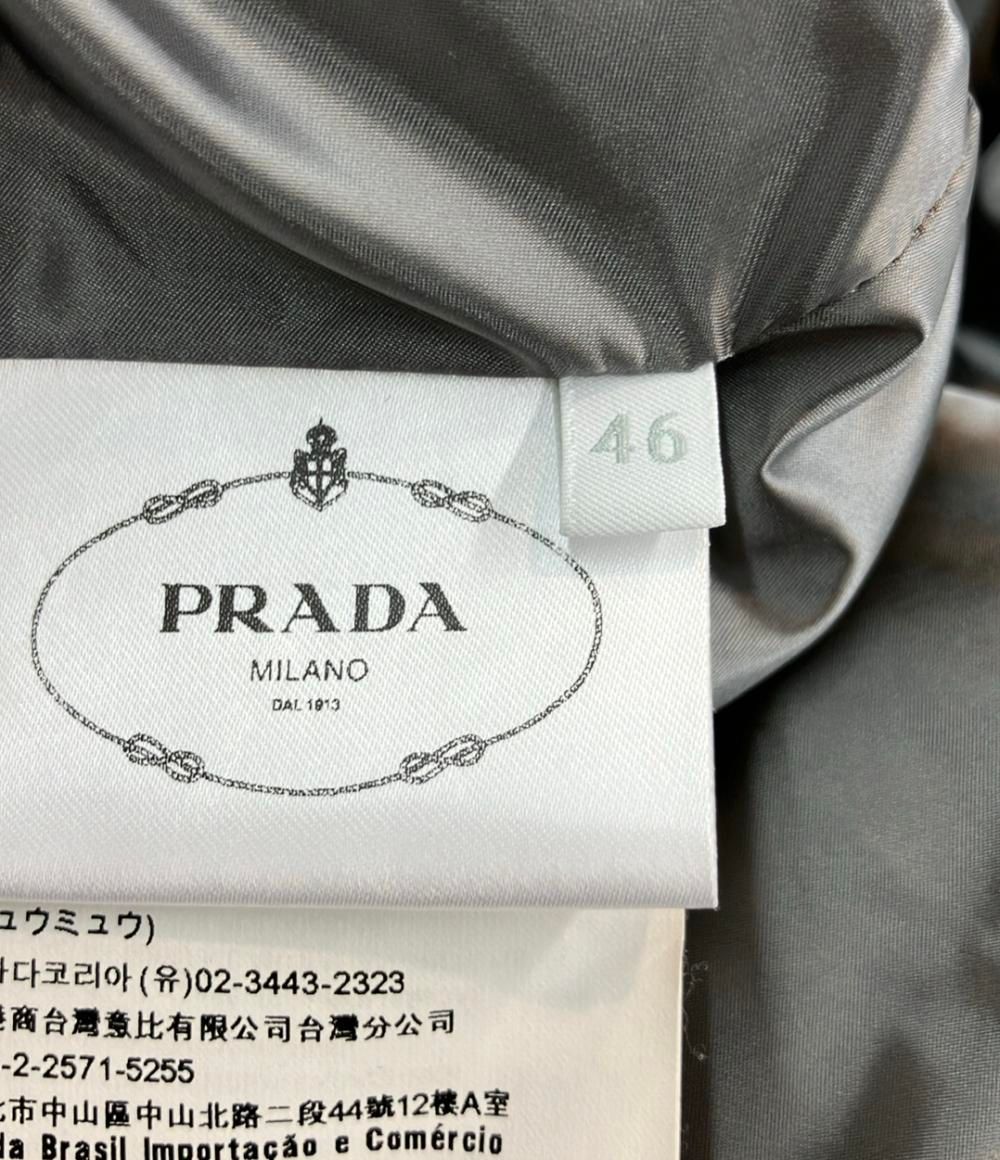 46
PRADA
MILANO
DAL 1913
ュウミュウ)
다코리아(유)02-3443-2323
商台灣意比有限公司台灣分公司
-2-2571-5255
市中山區中山北路二段44號12樓A室
da Brasil Importação e Comércio